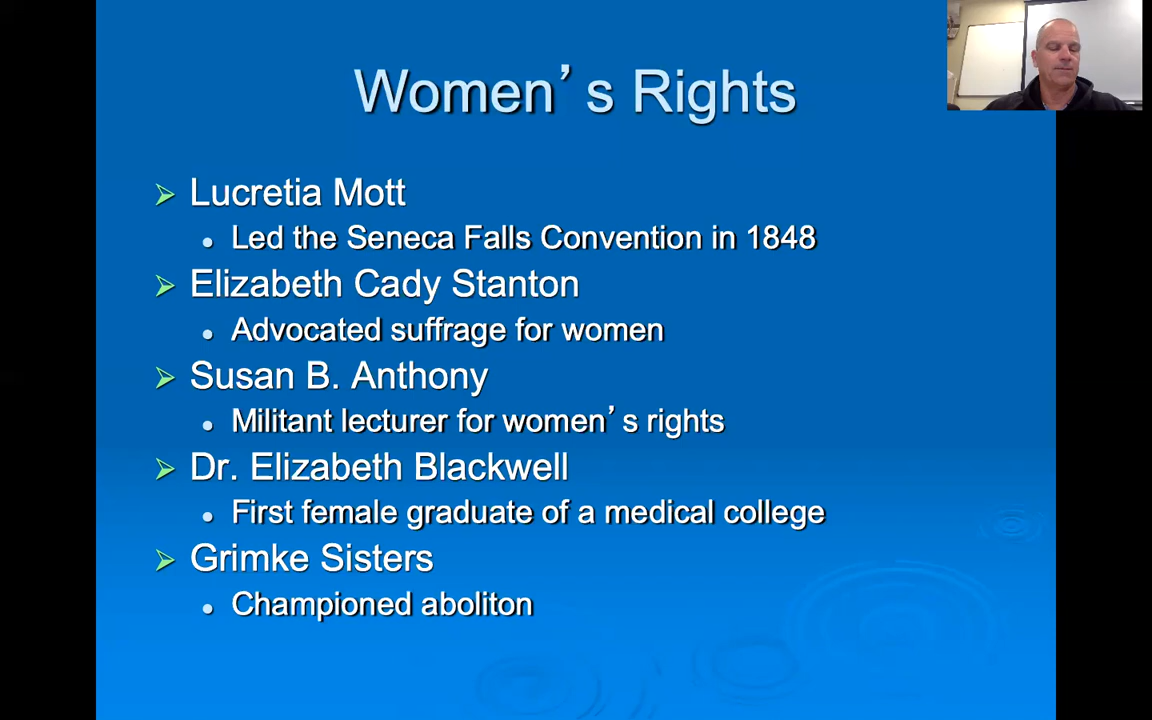 Women's Rights
Lucretia Mott
Led the Seneca Falls Convention in 1848
Elizabeth Cady Stanton
Advocated suffrage for women
Susan B. Anthony
Militant lecturer for women's rights
Dr. Elizabeth Blackwell
First female graduate of a medical college
Grimke Sisters
Championed aboliton